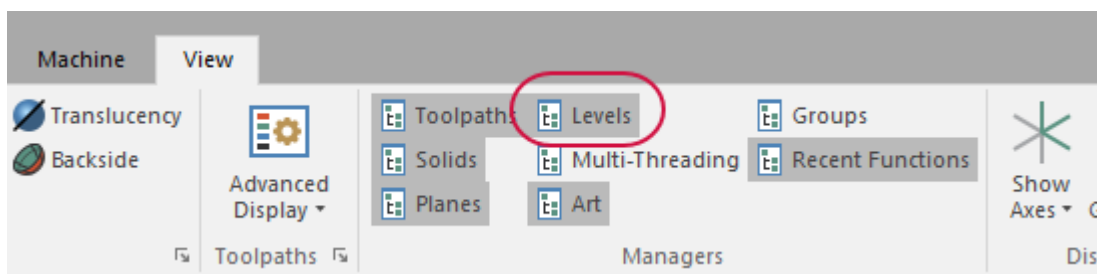 Machine View
Translucency
Backside
Advanced
Display
Toolpaths
Toolpaths
Solids
Planes
Levels
Multi-Threading
Art
Groups
Recent Functions
Managers
Show
Axes